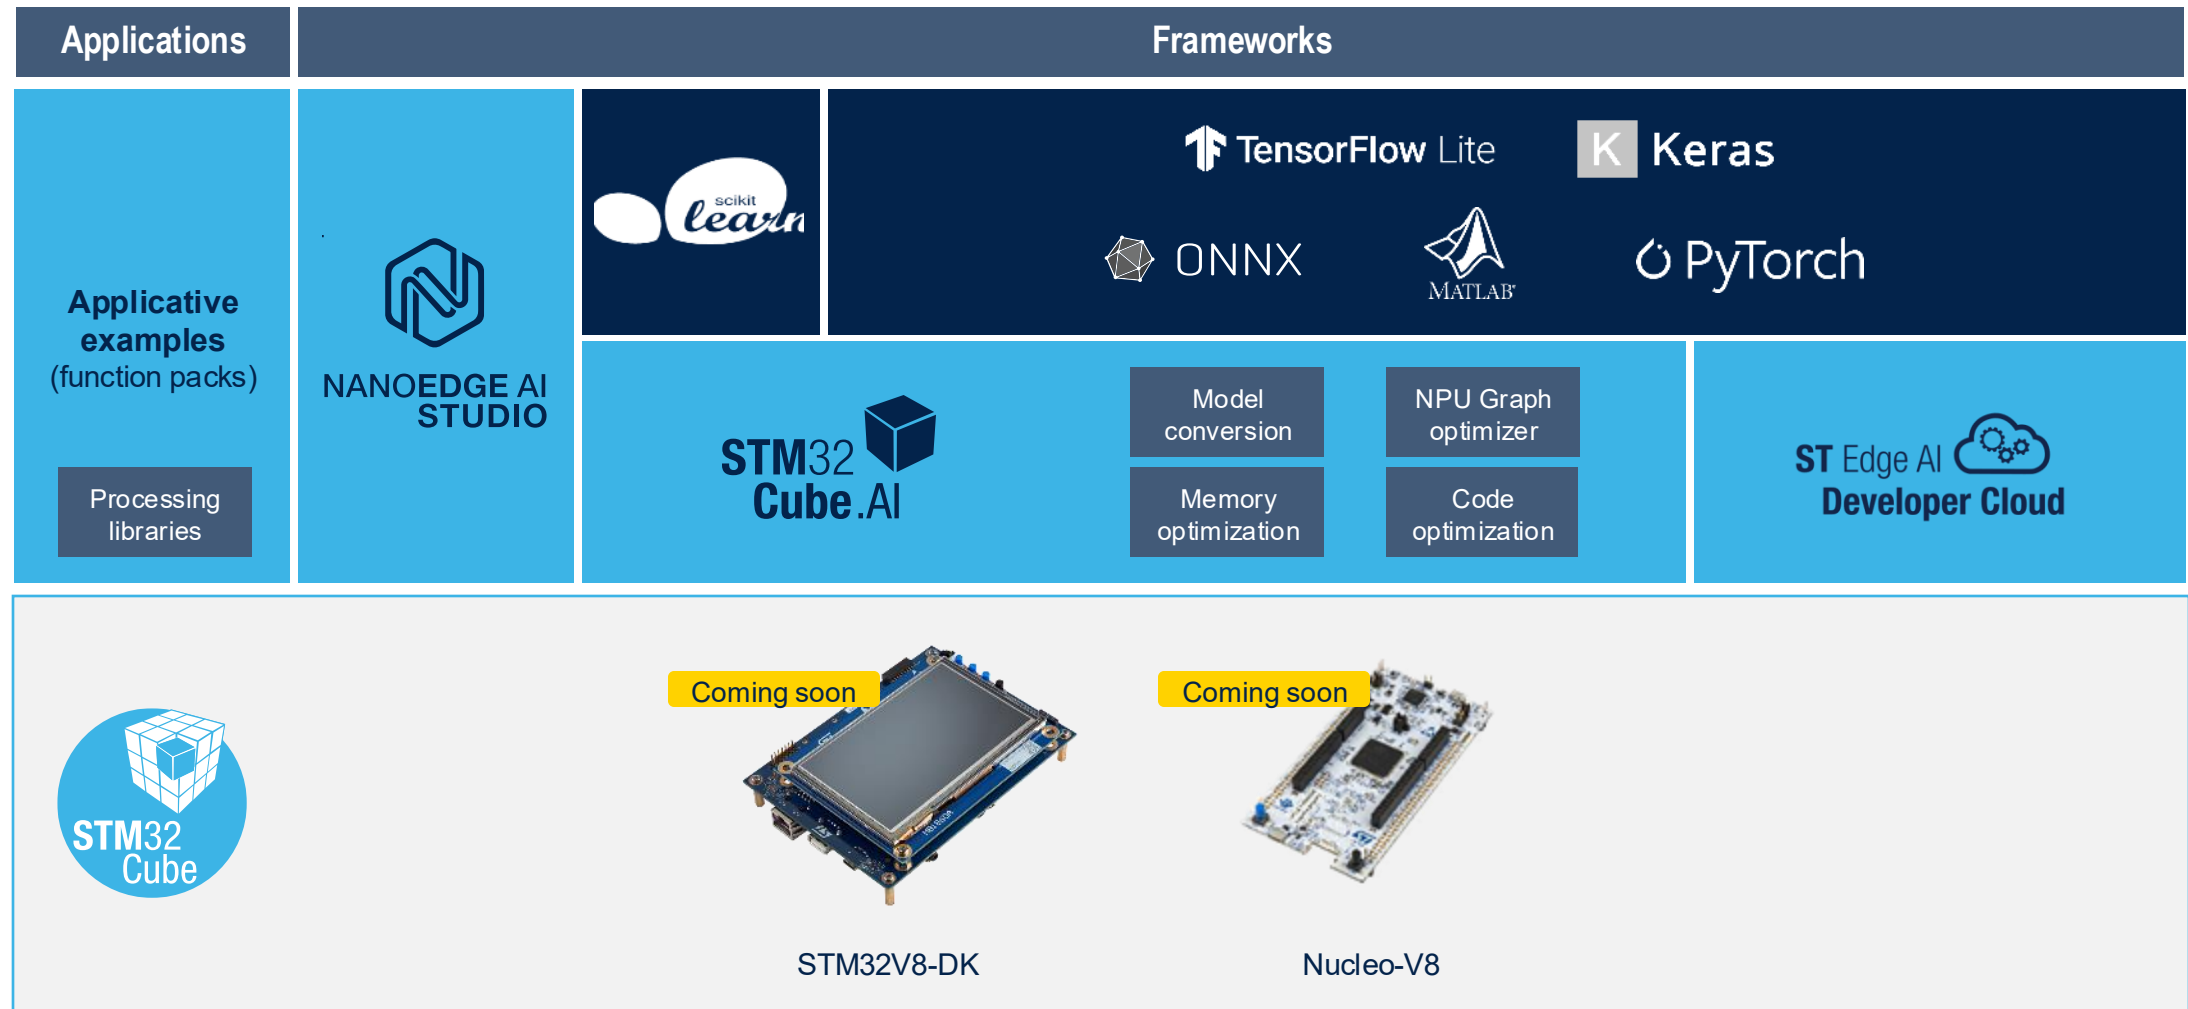 Applications
Frameworks
Applicative
examples
(function packs)
Processing
libraries
NANOEDGE AI
STUDIO
scikit
learn
TensorFlow Lite
K Keras
ONNX
MATLAB
PyTorch
STM32
Cube.AI
Model
conversion
NPU Graph
optimizer
Memory
optimization
Code
optimization
ST Edge AI
Developer Cloud
STM32
Cube
Coming soon
Coming soon
STM32V8-DK
Nucleo-V8